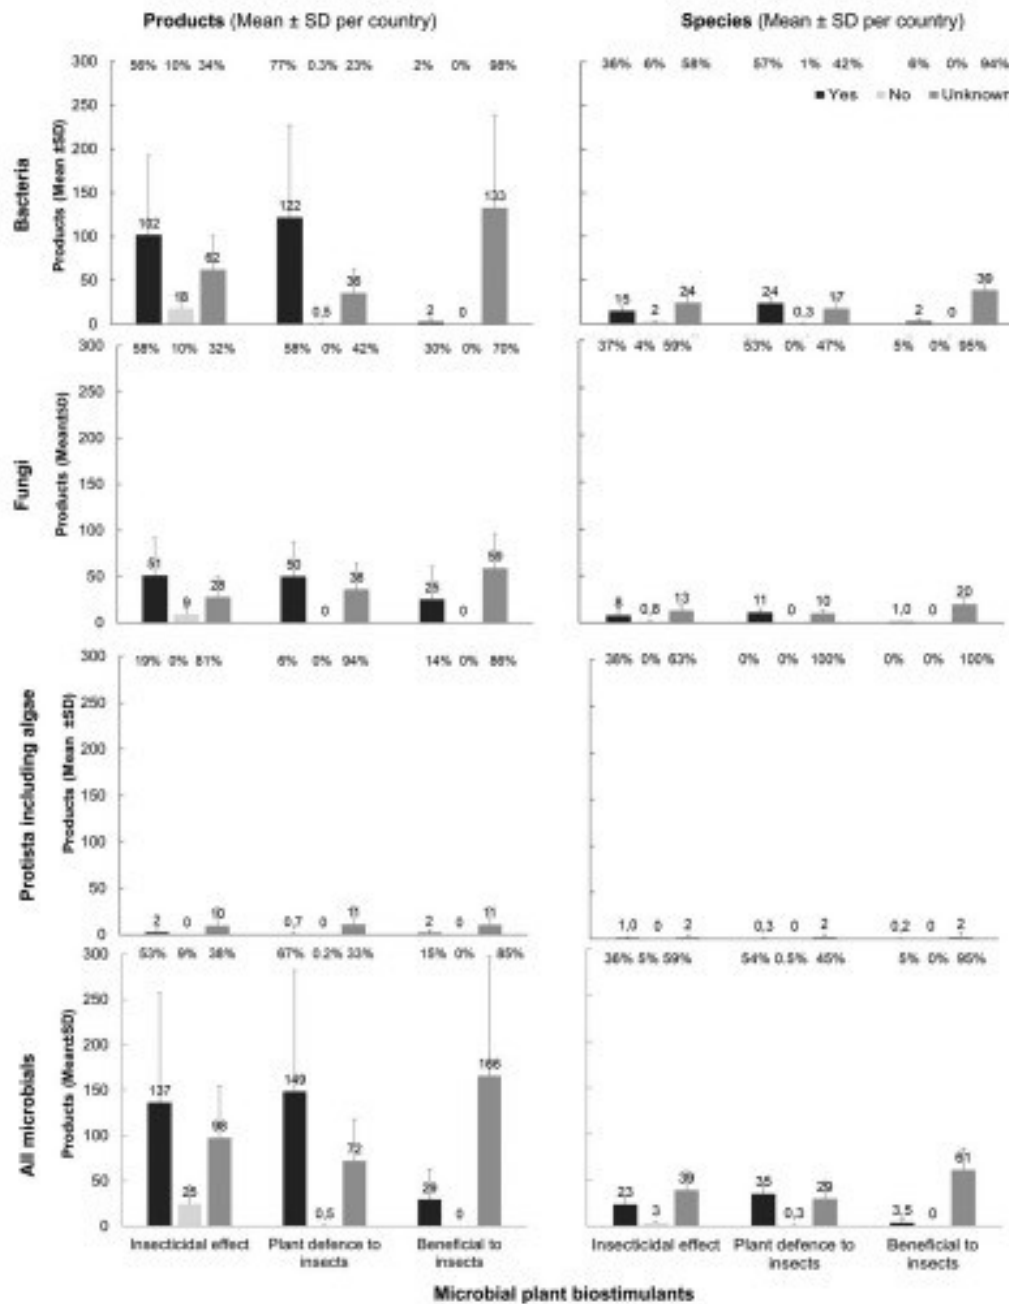 Products (Mean ± SD per country)
Species (Mean ± SD per country)
Bacteria
Products (Mean ±SD)
300
250
200
150
100
50
0
56% 10% 34% 77% 0.3% 23% 2% 0% 98%
102 18 62 122 0,5 36 2 0 133
36% 6% 58% 57% 1% 42% 6% 0% 94%
Yes No Unknown
15 2 24 24 0,3 17 2 0 39
Fungi
Products (Mean±SD)
300
250
200
150
100
50
0
58% 10% 32% 58% 0% 42% 30% 0% 70%
51 9 28 50 0 36 25 0 59
37% 4% 59% 53% 0% 47% 5% 0% 95%
8 0,8 13 11 0 10 1,0 0 20
Protista including algae
Products (Mean ±SD)
300
250
200
150
100
50
0
19% 0% 81% 6% 0% 94% 14% 0% 86%
2 0 10 0,7 0 11 2 0 11
38% 0% 63% 0% 0% 100% 0% 0% 100%
1,0 0 2 0,3 0 2 0,2 0 2
All microbials
Products (Mean±SD)
300
250
200
150
100
50
0
53% 9% 38% 67% 0.2% 33% 15% 0% 85%
137 25 98 149 0,5 72 29 0 166
36% 5% 59% 54% 0.5% 45% 5% 0% 95%
23 3 39 35 0,3 29 3,5 0 61
Insecticidal effect Plant defence to insects Beneficial to insects
Insecticidal effect Plant defence to insects Beneficial to insects
Microbial plant biostimulants